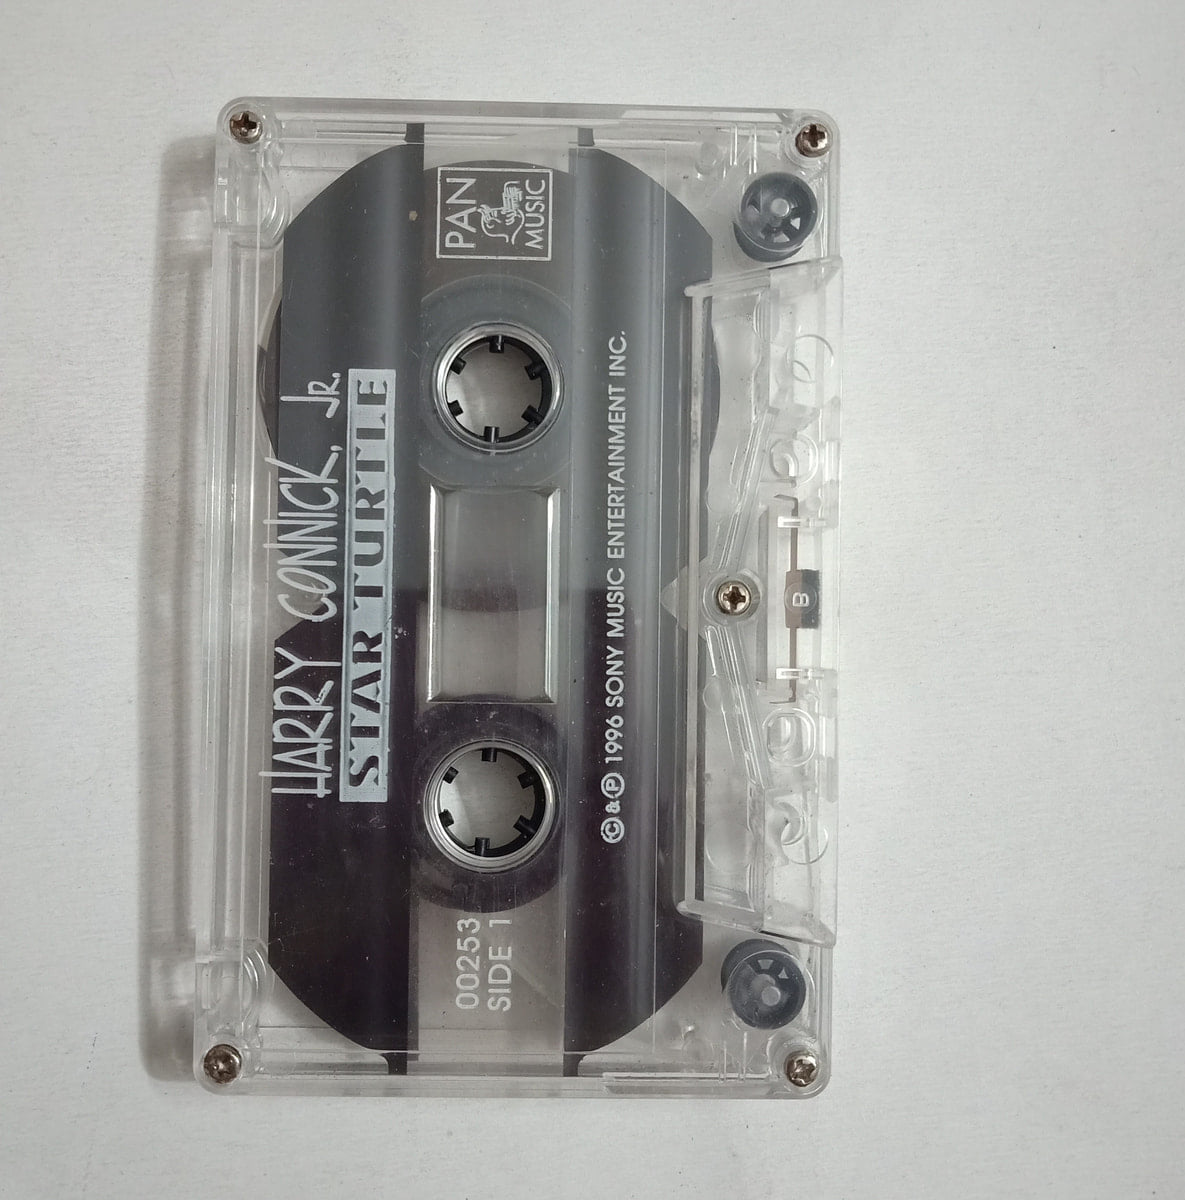 HARRY CONNICK, JR.
STAR TURTLE
00253
SIDE 1
PAN
MUSIC
© & ℗ 1996 SONY MUSIC ENTERTAINMENT INC.
B